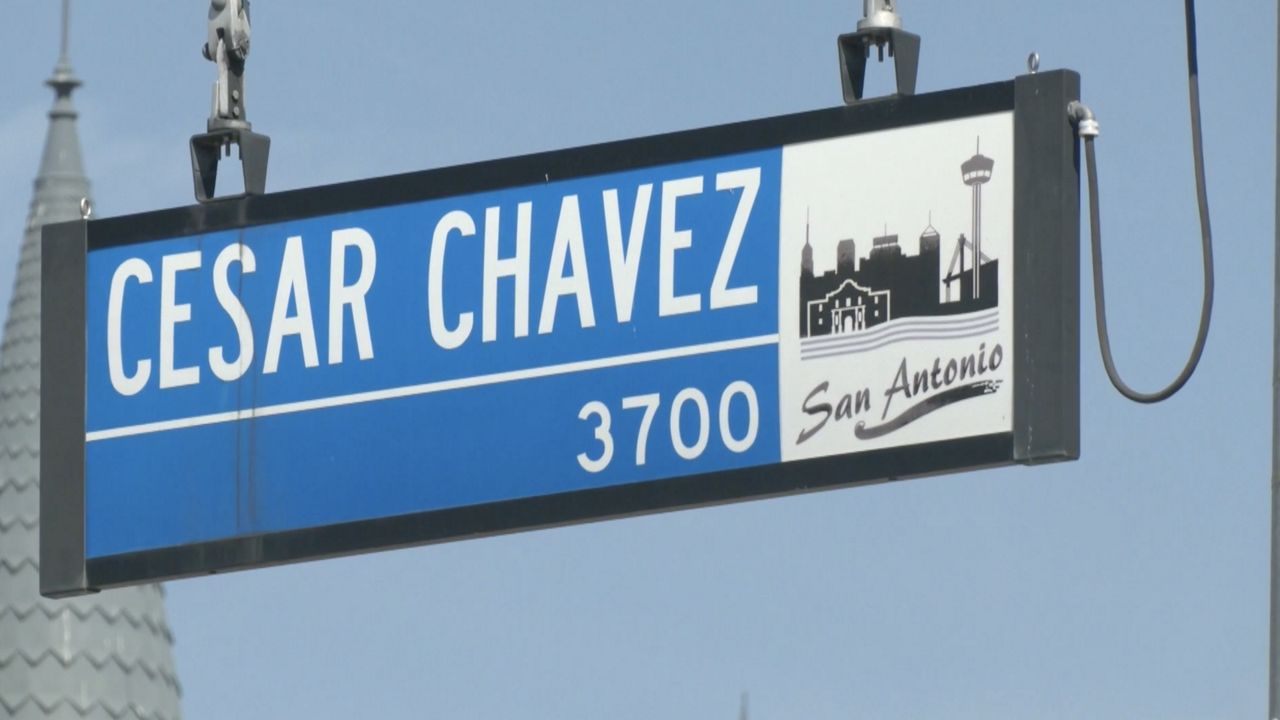 CESAR CHAVEZ
3700
San Antonio